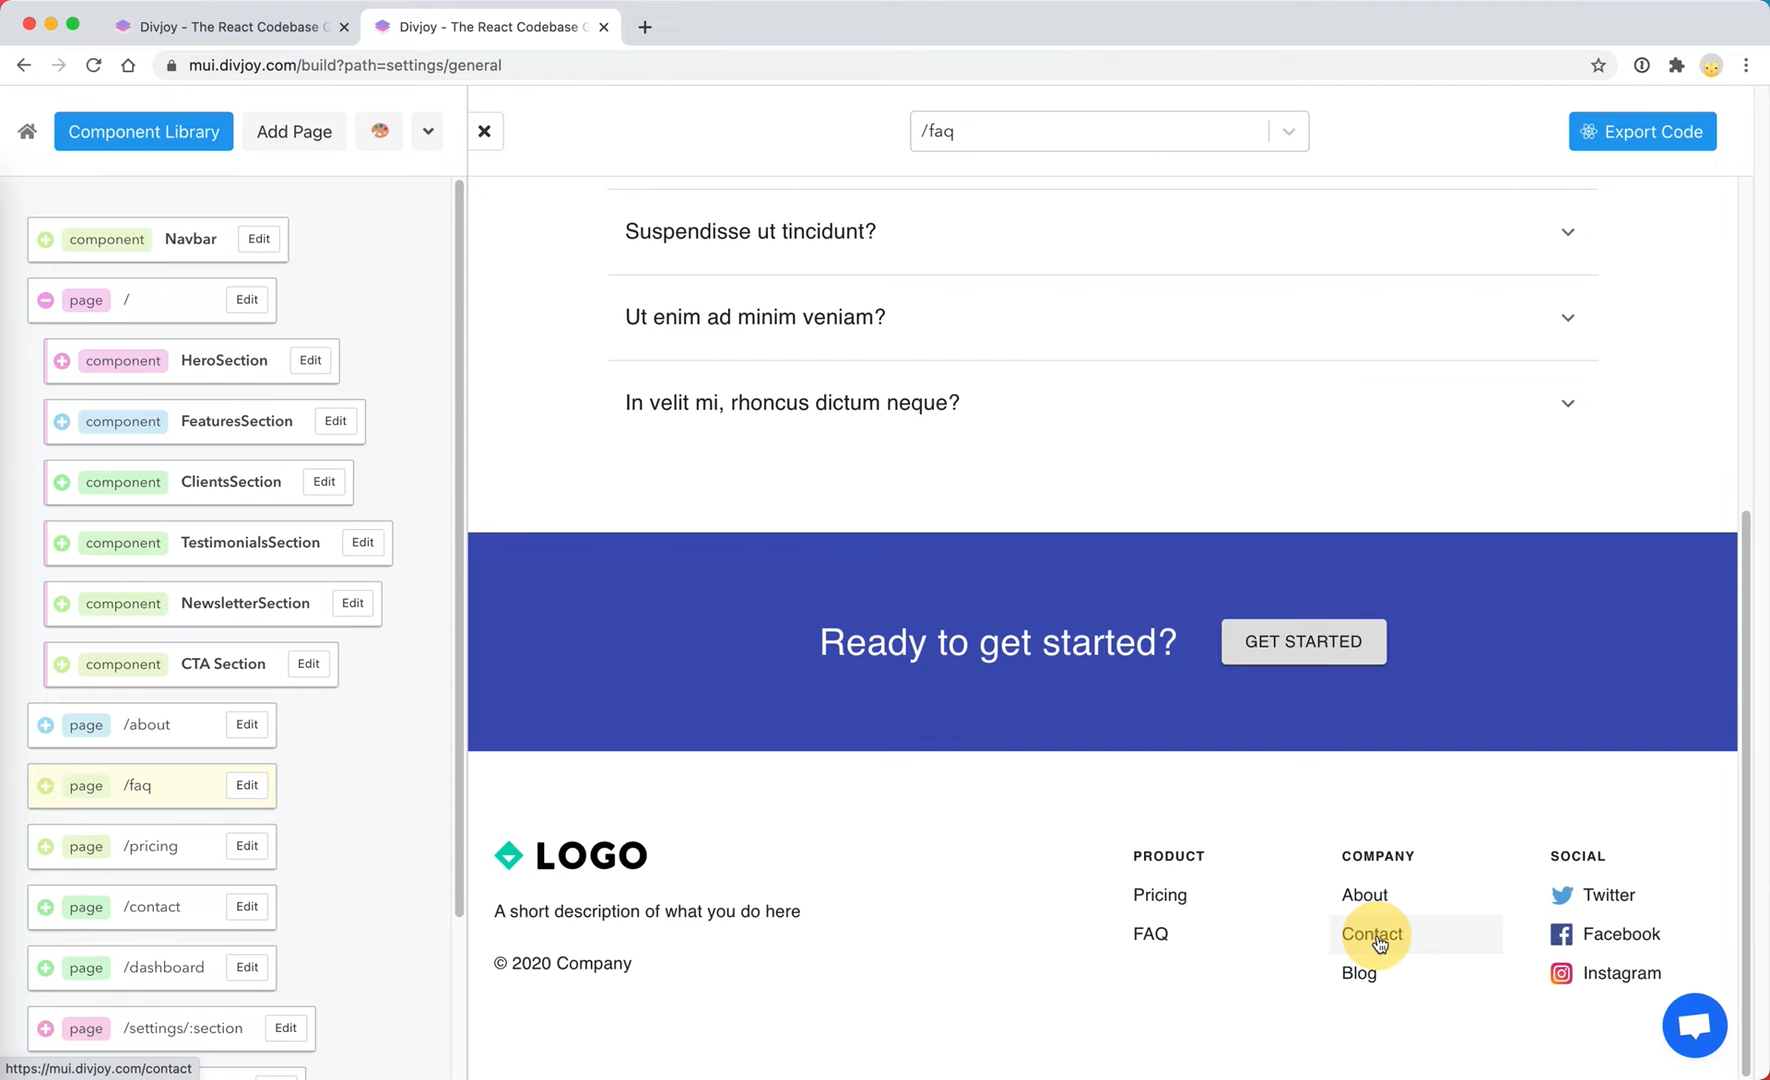 Divjoy - The React Codebase G
Divjoy - The React Codebase G
mui.divjoy.com/build?path=settings/general
Component Library
Add Page
/faq
Export Code
component Navbar Edit
page / Edit
component HeroSection Edit
component FeaturesSection Edit
component ClientsSection Edit
component TestimonialsSection Edit
component NewsletterSection Edit
component CTA Section Edit
page /about Edit
page /faq Edit
page /pricing Edit
page /contact Edit
page /dashboard Edit
page /settings/:section Edit
https://mui.divjoy.com/contact
Suspendisse ut tincidunt?
Ut enim ad minim veniam?
In velit mi, rhoncus dictum neque?
Ready to get started?
GET STARTED
LOGO
A short description of what you do here
© 2020 Company
PRODUCT
Pricing
FAQ
COMPANY
About
Contact
Blog
SOCIAL
Twitter
Facebook
Instagram